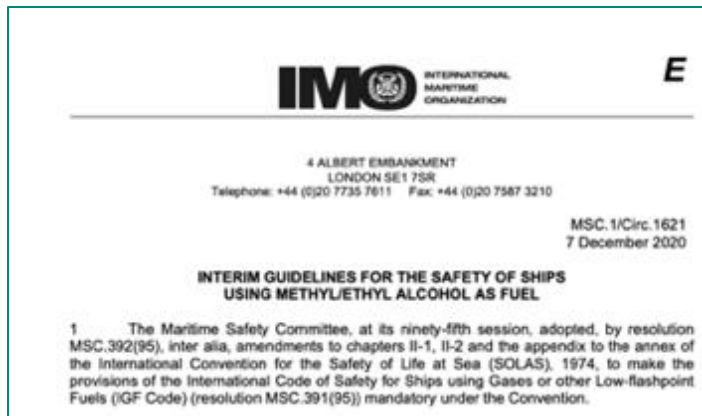 IMO INTERNATIONAL
MARITIME
ORGANIZATION
E
4 ALBERT EMBANKMENT
LONDON SE1 7SR
Telephone: +44 (0)20 7735 7611 Fax: +44 (0)20 7587 3210
MSC.1/Circ.1621
7 December 2020
INTERIM GUIDELINES FOR THE SAFETY OF SHIPS
USING METHYL/ETHYL ALCOHOL AS FUEL
1 The Maritime Safety Committee, at its ninety-fifth session, adopted, by resolution
MSC.392(95), inter alia, amendments to chapters II-1, II-2 and the appendix to the annex of
the International Convention for the Safety of Life at Sea (SOLAS), 1974, to make the
provisions of the International Code of Safety for Ships using Gases or other Low-flashpoint
Fuels (IGF Code) (resolution MSC.391(95)) mandatory under the Convention.